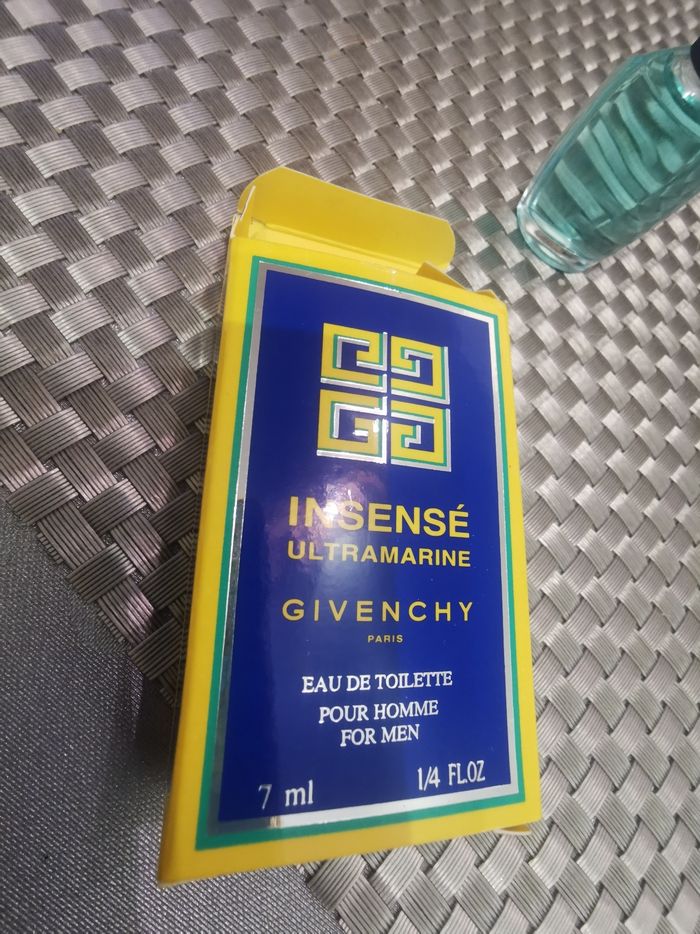 INSENSÉ
ULTRAMARINE
GIVENCHY
PARIS
EAU DE TOILETTE
POUR HOMME
FOR MEN
7 ml 1/4 FL.OZ